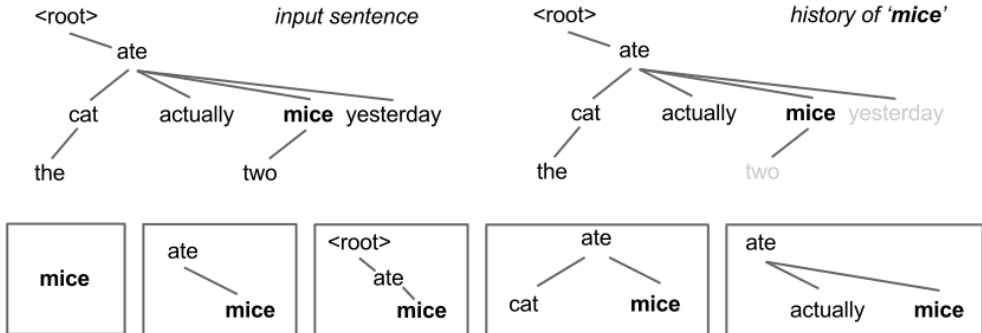 <root> input sentence <root> history of 'mice'
ate ate
cat actually mice yesterday cat actually mice yesterday
the two the two
mice
ate
mice
<root>
ate
mice
ate
cat mice
ate
actually mice